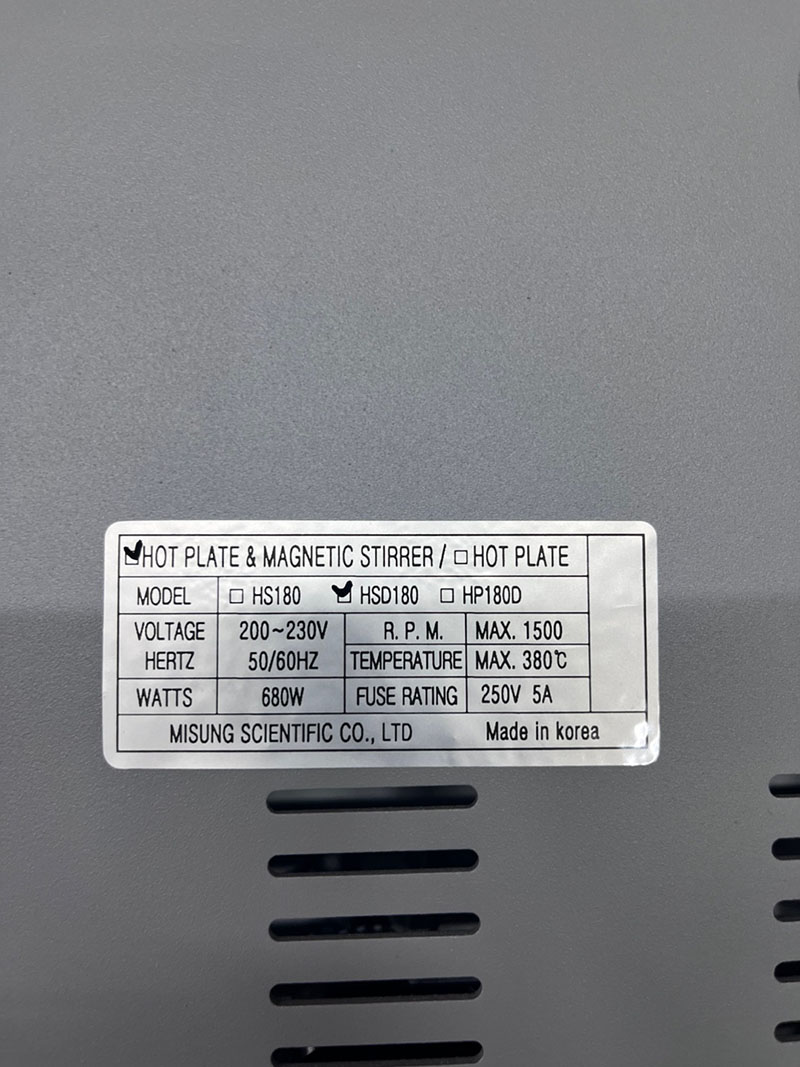 ☑HOT PLATE & MAGNETIC STIRRER / ☐ HOT PLATE
MODEL ☐ HS180 ☑ HSD180 ☐ HP180D
VOLTAGE 200~230V R. P. M. MAX. 1500
HERTZ 50/60HZ TEMPERATURE MAX. 380℃
WATTS 680W FUSE RATING 250V 5A
MISUNG SCIENTIFIC CO., LTD Made in korea